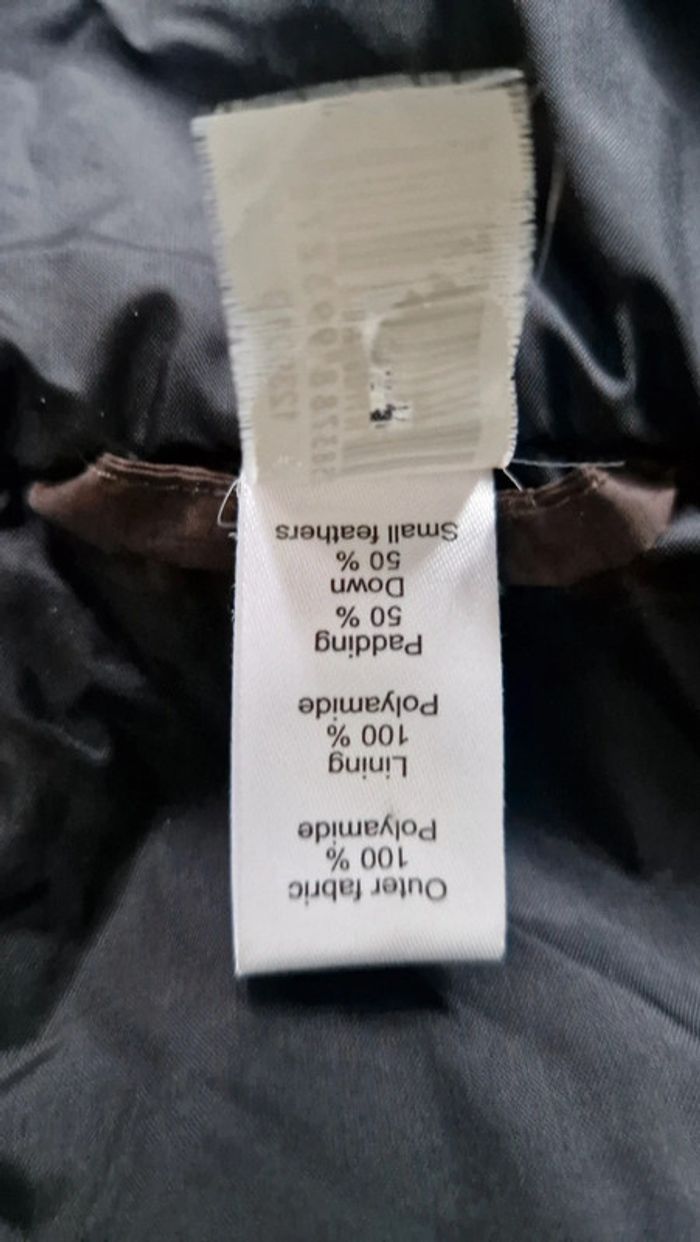 Outer fabric
100 %
Polyamide
Lining
100 %
Polyamide
Padding
50 %
Down
50 %
Small feathers